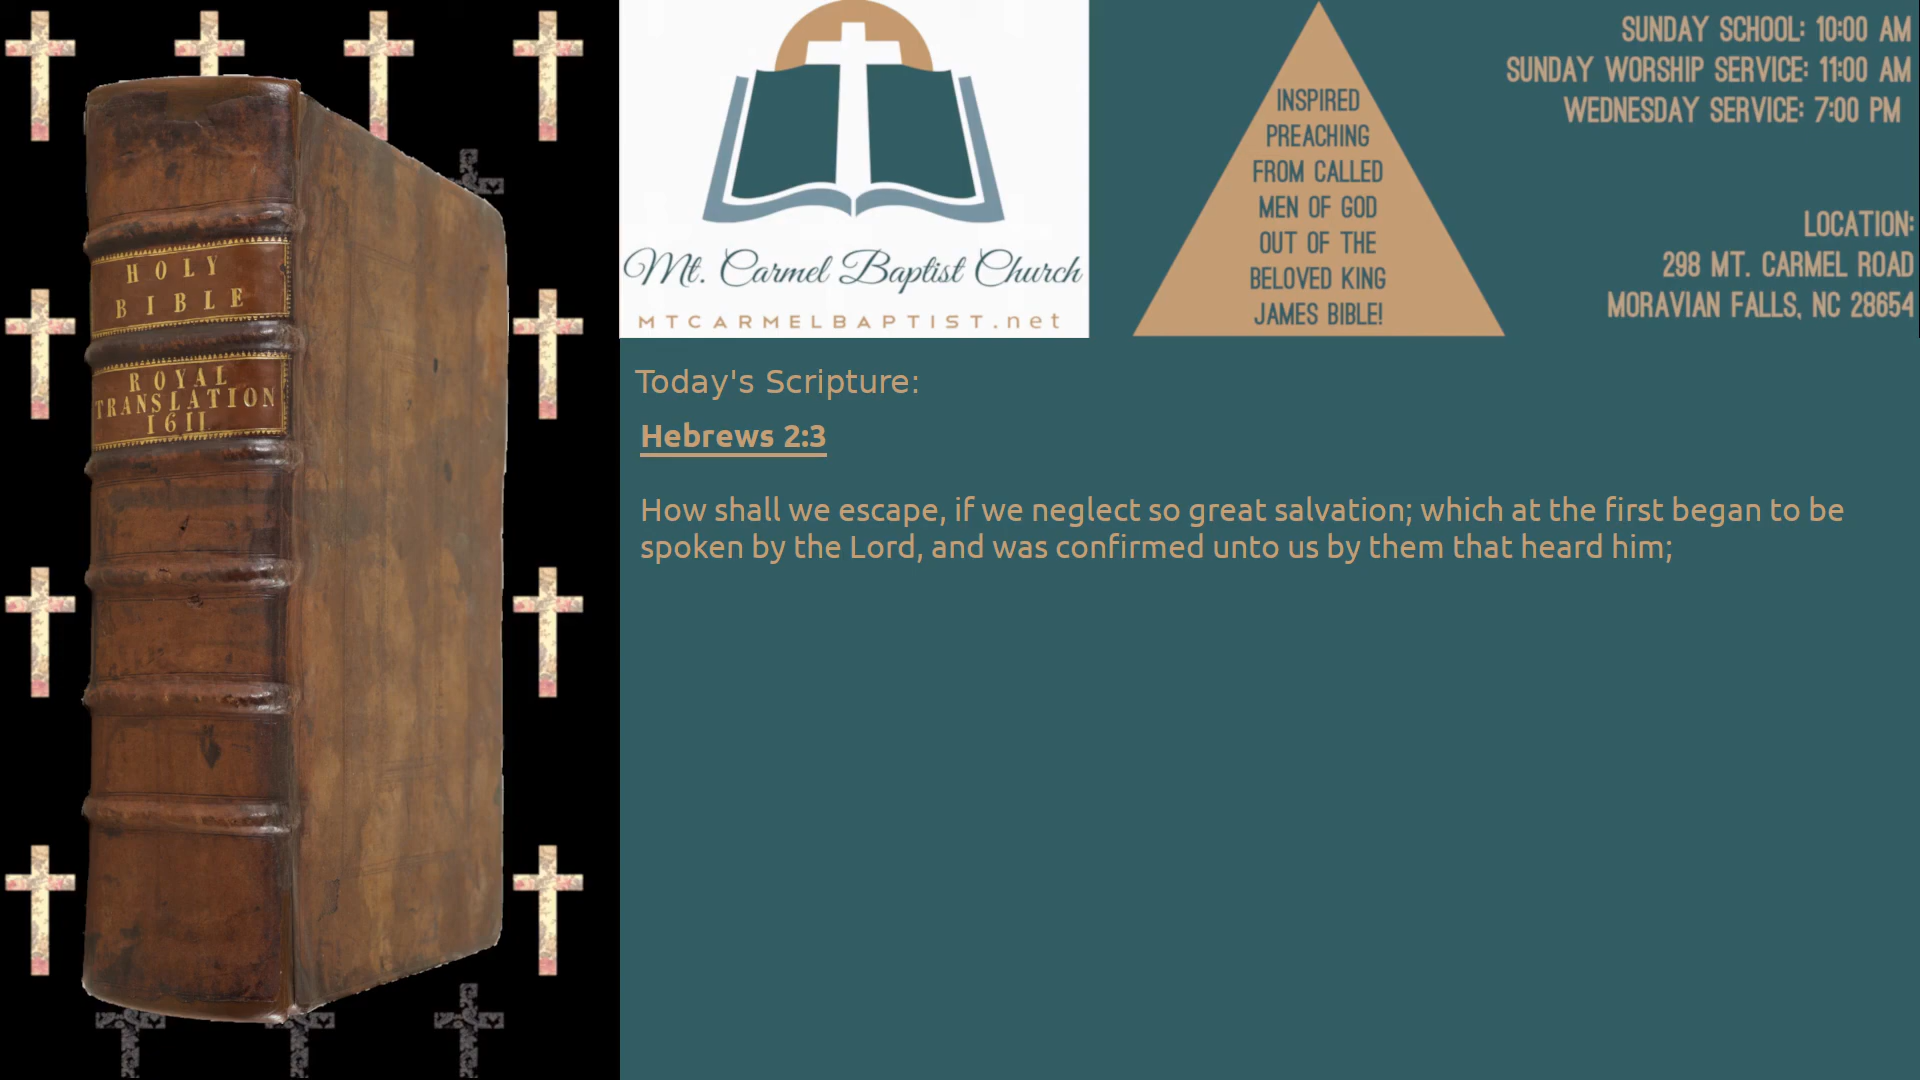 HOLY
BIBLE
ROYAL
TRANSLATION
1611
Mt. Carmel Baptist Church
MTCARMELBAPTIST.net
INSPIRED
PREACHING
FROM CALLED
MEN OF GOD
OUT OF THE
BELOVED KING
JAMES BIBLE!
SUNDAY SCHOOL: 10:00 AM
SUNDAY WORSHIP SERVICE: 11:00 AM
WEDNESDAY SERVICE: 7:00 PM
LOCATION:
298 MT. CARMEL ROAD
MORAVIAN FALLS, NC 28654
Today's Scripture:
Hebrews 2:3
How shall we escape, if we neglect so great salvation; which at the first began to be
spoken by the Lord, and was confirmed unto us by them that heard him;